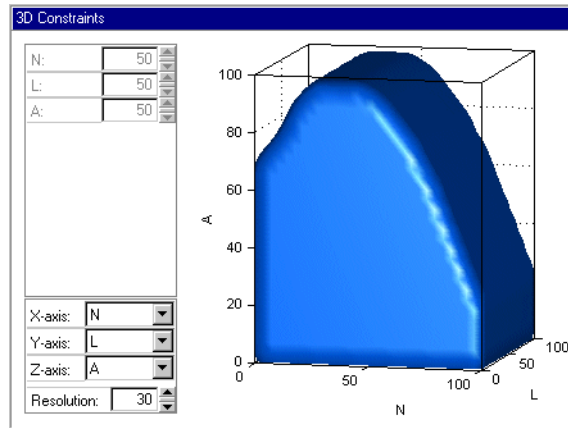 3D Constraints
N: 50
L: 50
A: 50
X-axis: N
Y-axis: L
Z-axis: A
Resolution: 30
100
80
60
40
20
0
A
0
50
100
N
0
50
100
L